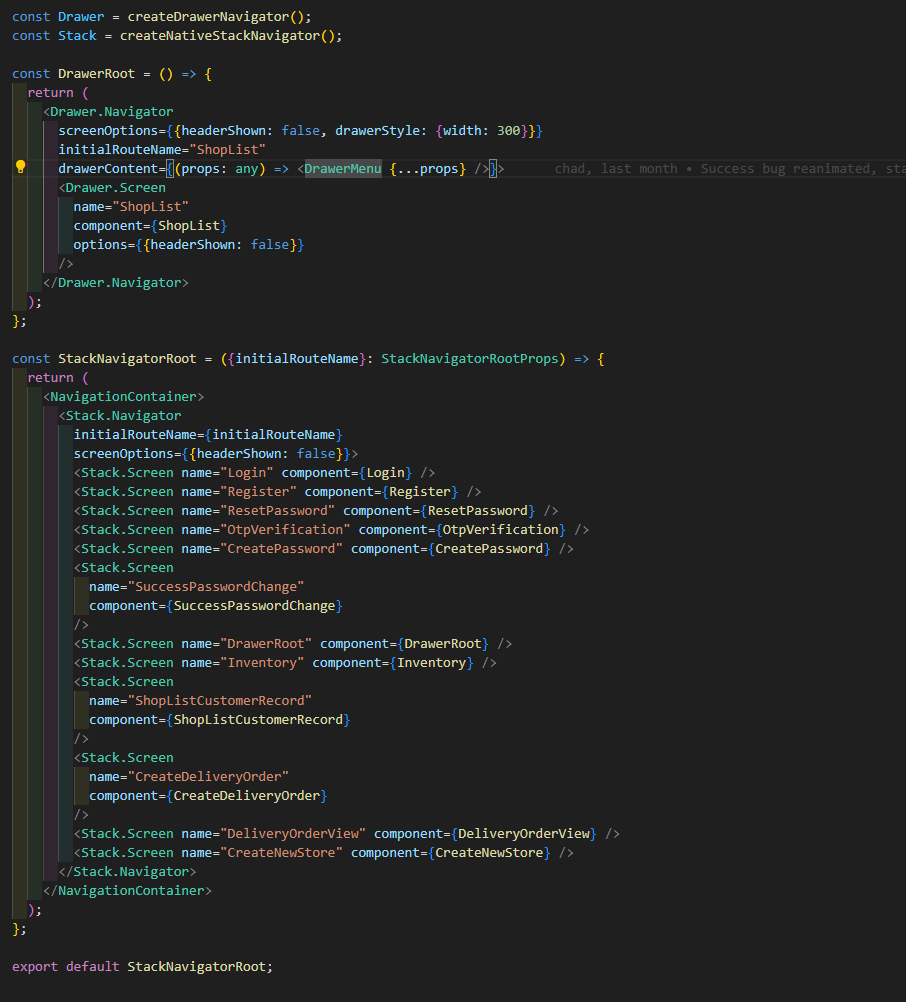 const Drawer = createDrawerNavigator();
const Stack = createNativeStackNavigator();
const DrawerRoot = () => {
  return (
    <Drawer.Navigator
      screenOptions={{headerShown: false, drawerStyle: {width: 300}}}
      initialRouteName="ShopList"
      drawerContent={(props: any) => <DrawerMenu {...props} />}> chad, last month • Success bug reanimated, sta
      <Drawer.Screen
        name="ShopList"
        component={ShopList}
        options={{headerShown: false}}
      />
    </Drawer.Navigator>
  );
};
const StackNavigatorRoot = ({initialRouteName}: StackNavigatorRootProps) => {
  return (
    <NavigationContainer>
      <Stack.Navigator
        initialRouteName={initialRouteName}
        screenOptions={{headerShown: false}}>
        <Stack.Screen name="Login" component={Login} />
        <Stack.Screen name="Register" component={Register} />
        <Stack.Screen name="ResetPassword" component={ResetPassword} />
        <Stack.Screen name="OtpVerification" component={OtpVerification} />
        <Stack.Screen name="CreatePassword" component={CreatePassword} />
        <Stack.Screen
          name="SuccessPasswordChange"
          component={SuccessPasswordChange}
        />
        <Stack.Screen name="DrawerRoot" component={DrawerRoot} />
        <Stack.Screen name="Inventory" component={Inventory} />
        <Stack.Screen
          name="ShopListCustomerRecord"
          component={ShopListCustomerRecord}
        />
        <Stack.Screen
          name="CreateDeliveryOrder"
          component={CreateDeliveryOrder}
        />
        <Stack.Screen name="DeliveryOrderView" component={DeliveryOrderView} />
        <Stack.Screen name="CreateNewStore" component={CreateNewStore} />
      </Stack.Navigator>
    </NavigationContainer>
  );
};
export default StackNavigatorRoot;